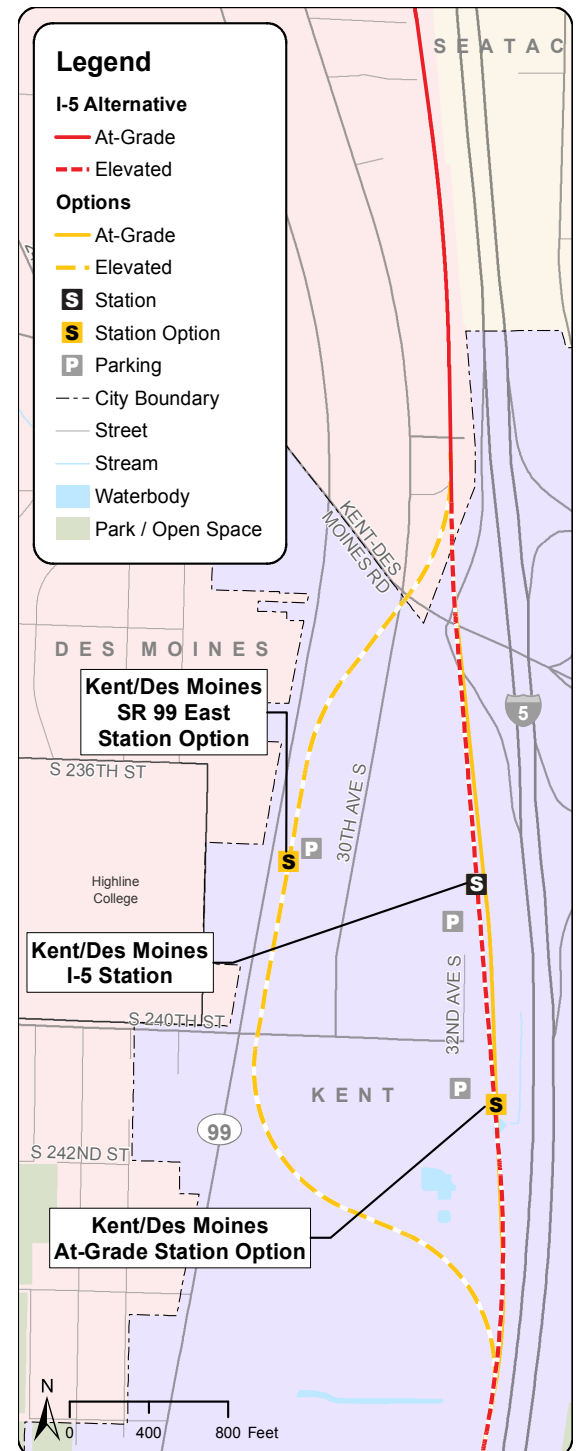 SEATAC
Legend
I-5 Alternative
At-Grade
Elevated
Options
At-Grade
Elevated
S Station
S Station Option
P Parking
City Boundary
Street
Stream
Waterbody
Park / Open Space
KENT-DES
MOINES RD
DES MOINES
Kent/Des Moines
SR 99 East
Station Option
5
S 236TH ST
30TH AVE S
P
S
S
Highline
College
P
Kent/Des Moines
I-5 Station
32ND AVE S
S 240TH ST
P
KENT
S
99
S 242ND ST
Kent/Des Moines
At-Grade Station Option
N
0 400 800 Feet